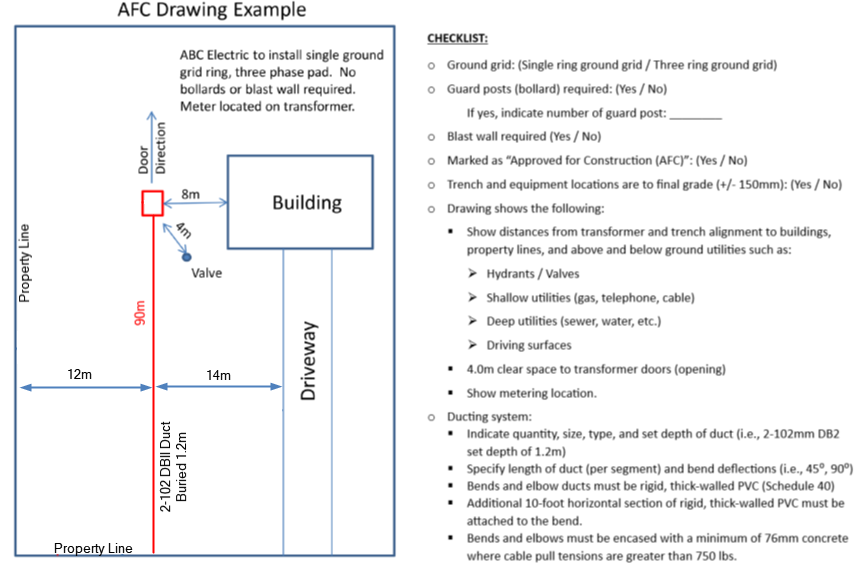 AFC Drawing Example
ABC Electric to install single ground
grid ring, three phase pad. No
bollards or blast wall required.
Meter located on transformer.
Door
Direction
8m
Building
4m
Valve
Property Line
90m
12m
14m
Driveway
2-102 DBII Duct
Buried 1.2m
Property Line
CHECKLIST:
o Ground grid: (Single ring ground grid / Three ring ground grid)
o Guard posts (bollard) required: (Yes / No)
If yes, indicate number of guard post: ________
o Blast wall required (Yes / No)
o Marked as “Approved for Construction (AFC)”: (Yes / No)
o Trench and equipment locations are to final grade (+/- 150mm): (Yes / No)
o Drawing shows the following:
▪ Show distances from transformer and trench alignment to buildings,
property lines, and above and below ground utilities such as:
➢ Hydrants / Valves
➢ Shallow utilities (gas, telephone, cable)
➢ Deep utilities (sewer, water, etc.)
➢ Driving surfaces
▪ 4.0m clear space to transformer doors (opening)
▪ Show metering location.
o Ducting system:
▪ Indicate quantity, size, type, and set depth of duct (i.e., 2-102mm DB2
set depth of 1.2m)
▪ Specify length of duct (per segment) and bend deflections (i.e., 45º, 90º)
▪ Bends and elbow ducts must be rigid, thick-walled PVC (Schedule 40)
▪ Additional 10-foot horizontal section of rigid, thick-walled PVC must be
attached to the bend.
▪ Bends and elbows must be encased with a minimum of 76mm concrete
where cable pull tensions are greater than 750 lbs.